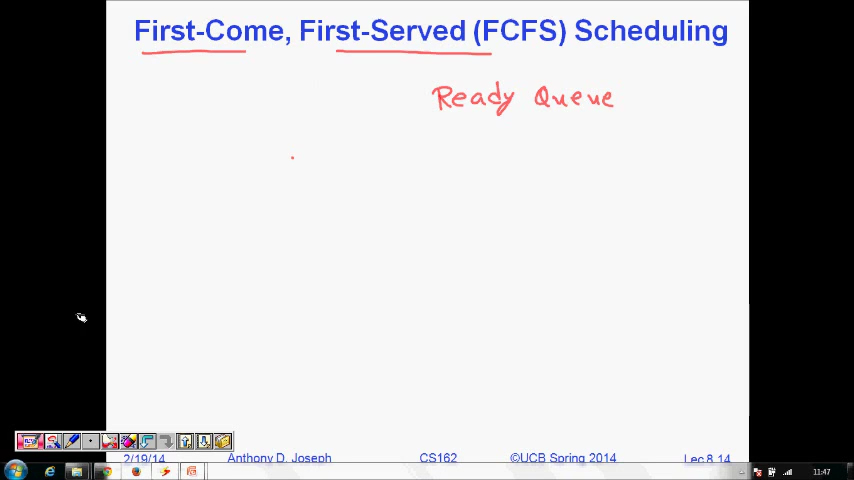 First-Come, First-Served (FCFS) Scheduling
Ready Queue
2/19/14 Anthony D. Joseph CS162 ©UCB Spring 2014 Lec 8.14
11:47